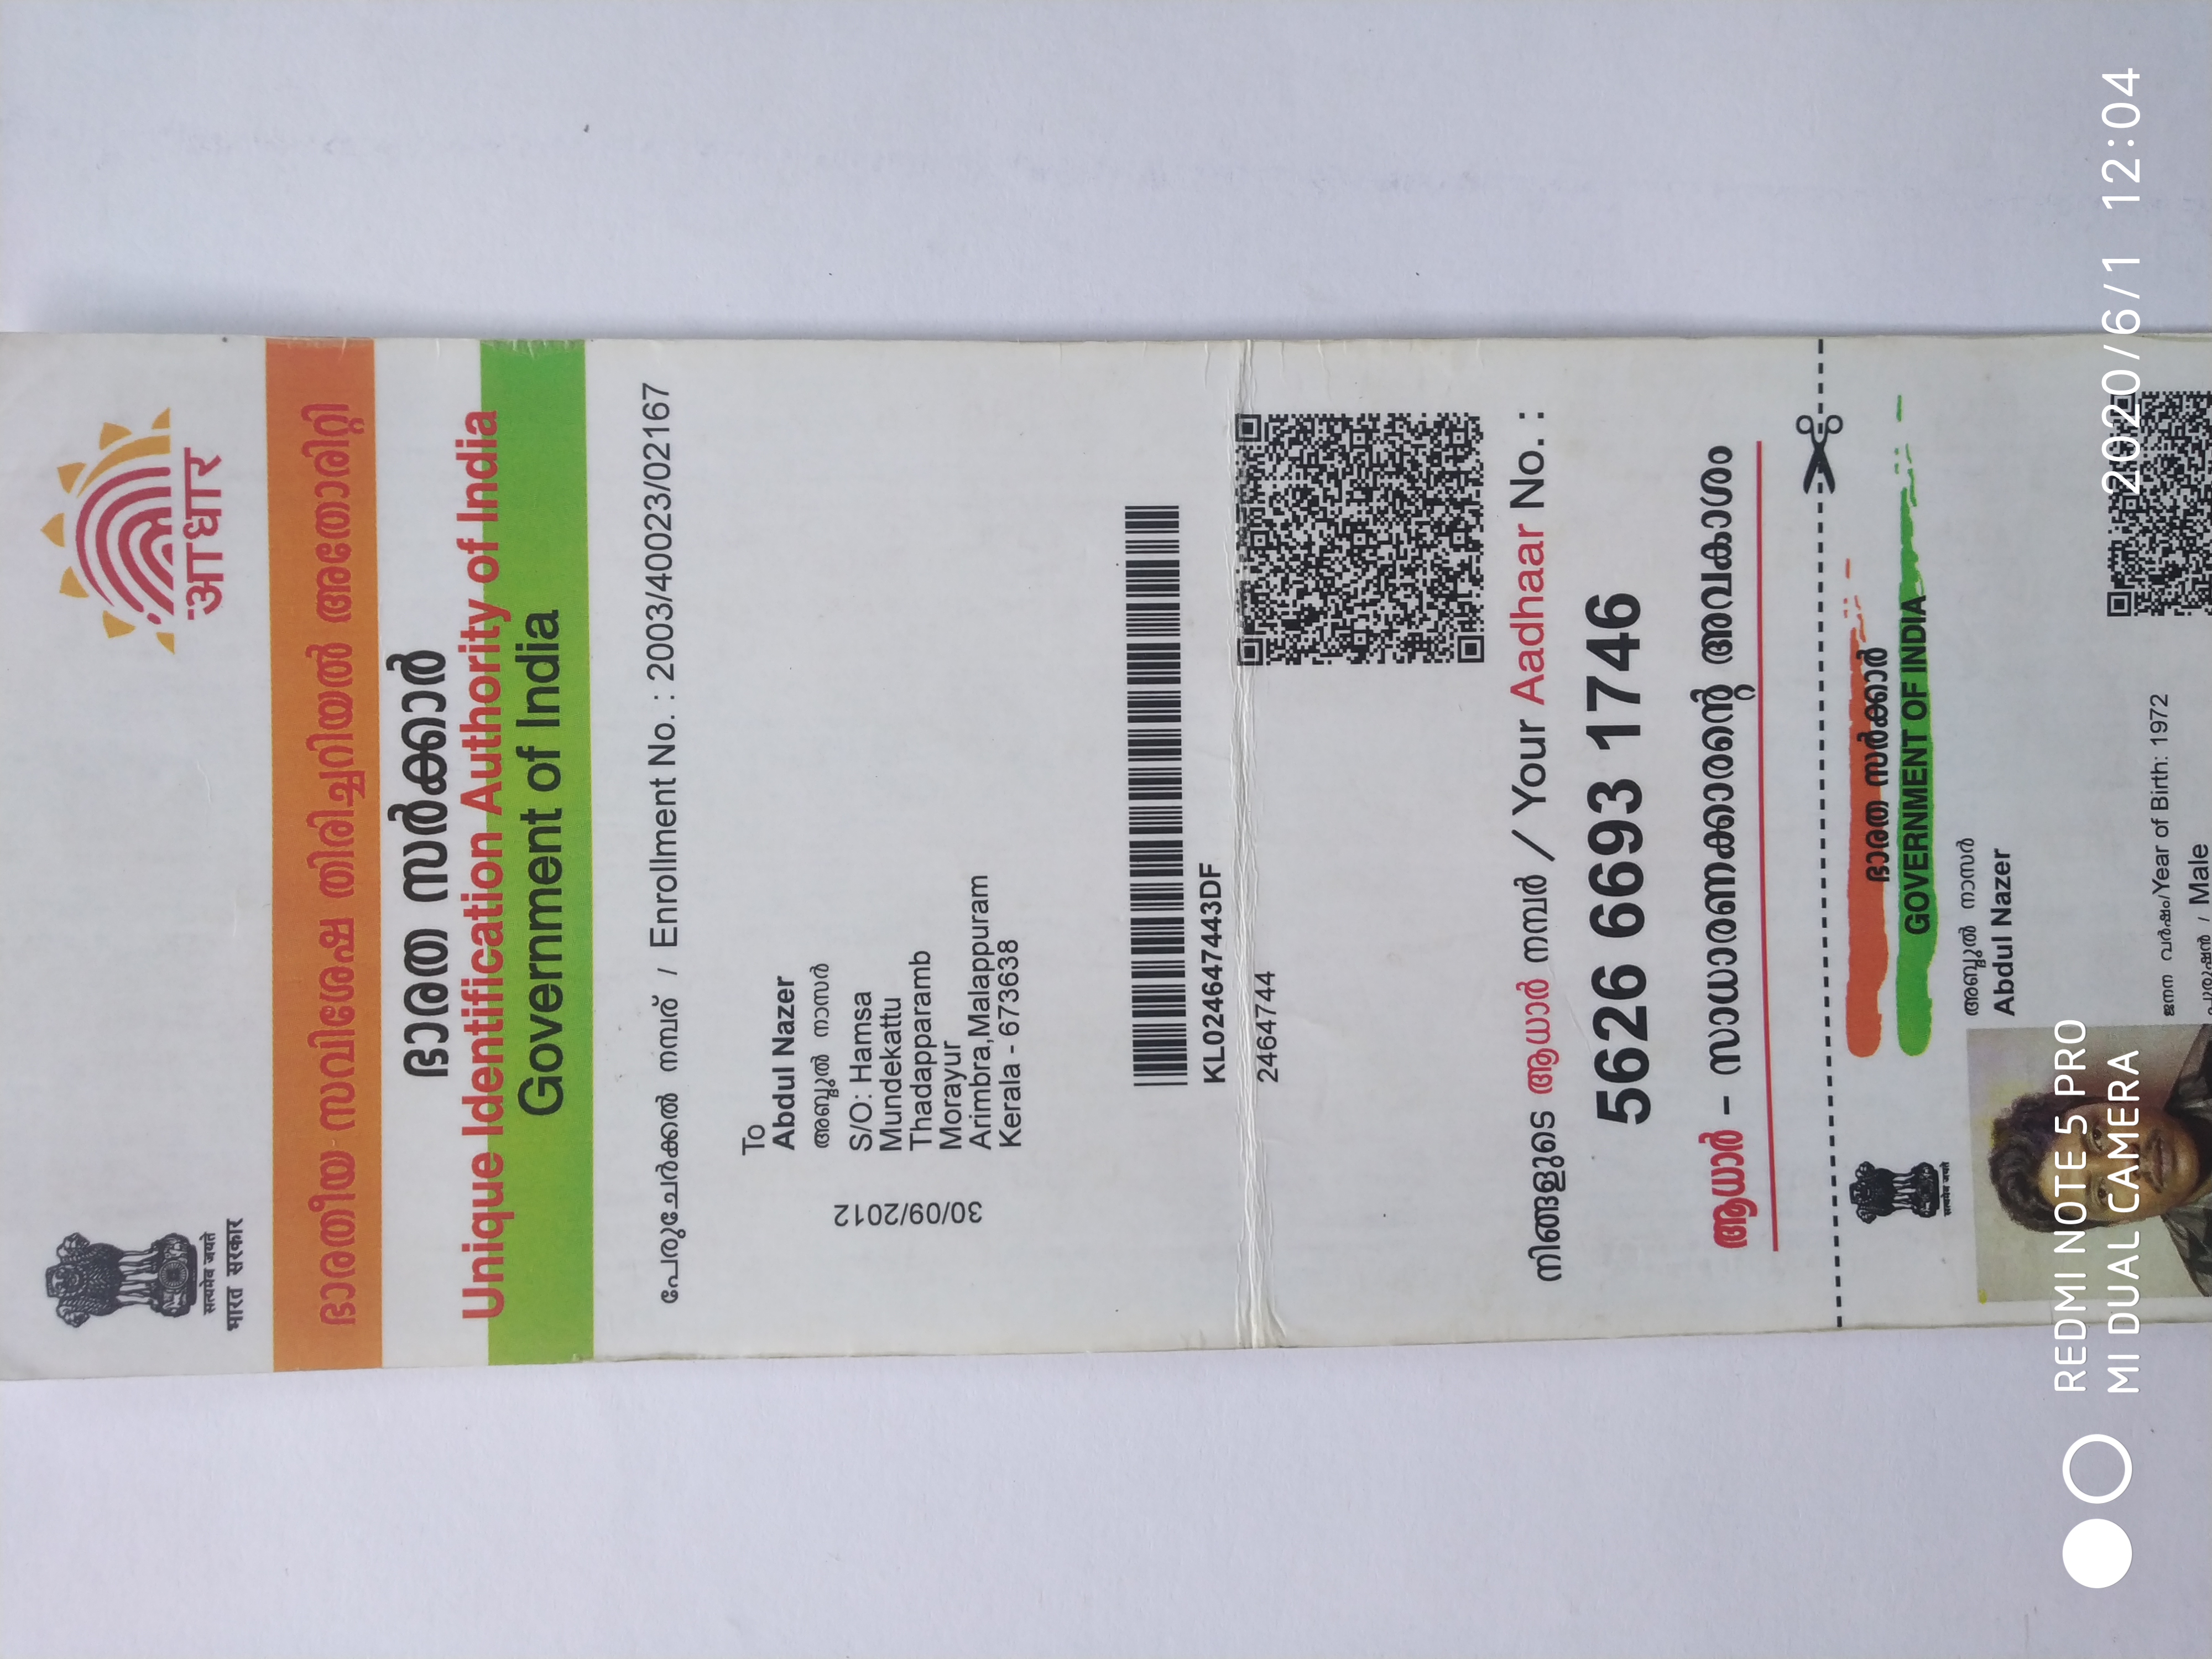 सत्यमेव जयते
भारत सरकार
आधार
ഭാരതീയ സവിശേഷ തിരിച്ചറിയൽ അതോരിറ്റി
ഭാരത സർക്കാർ
Unique Identification Authority of India
Government of India
പേരുചേർക്കൽ നമ്പര് / Enrollment No. : 2003/40023/02167
To
Abdul Nazer
അബ്ദുൽ നാസർ
S/O: Hamsa
Mundekattu
Thadapparamb
Morayur
Arimbra,Malappuram
Kerala - 673638
30/09/2012
KL024647443DF
2464744
നിങ്ങളുടെ ആധാർ നമ്പർ / Your Aadhaar No. :
5626 6693 1746
ആധാർ – സാധാരണക്കാരന്റെ അവകാശം
सत्यमेव जयते
ഭാരത സർക്കാർ
GOVERNMENT OF INDIA
അബ്ദുൽ നാസർ
Abdul Nazer
ജനന വർഷം/Year of Birth: 1972
പുരുഷൻ / Male
REDMI NOTE 5 PRO
MI DUAL CAMERA
2020/6/1 12:04